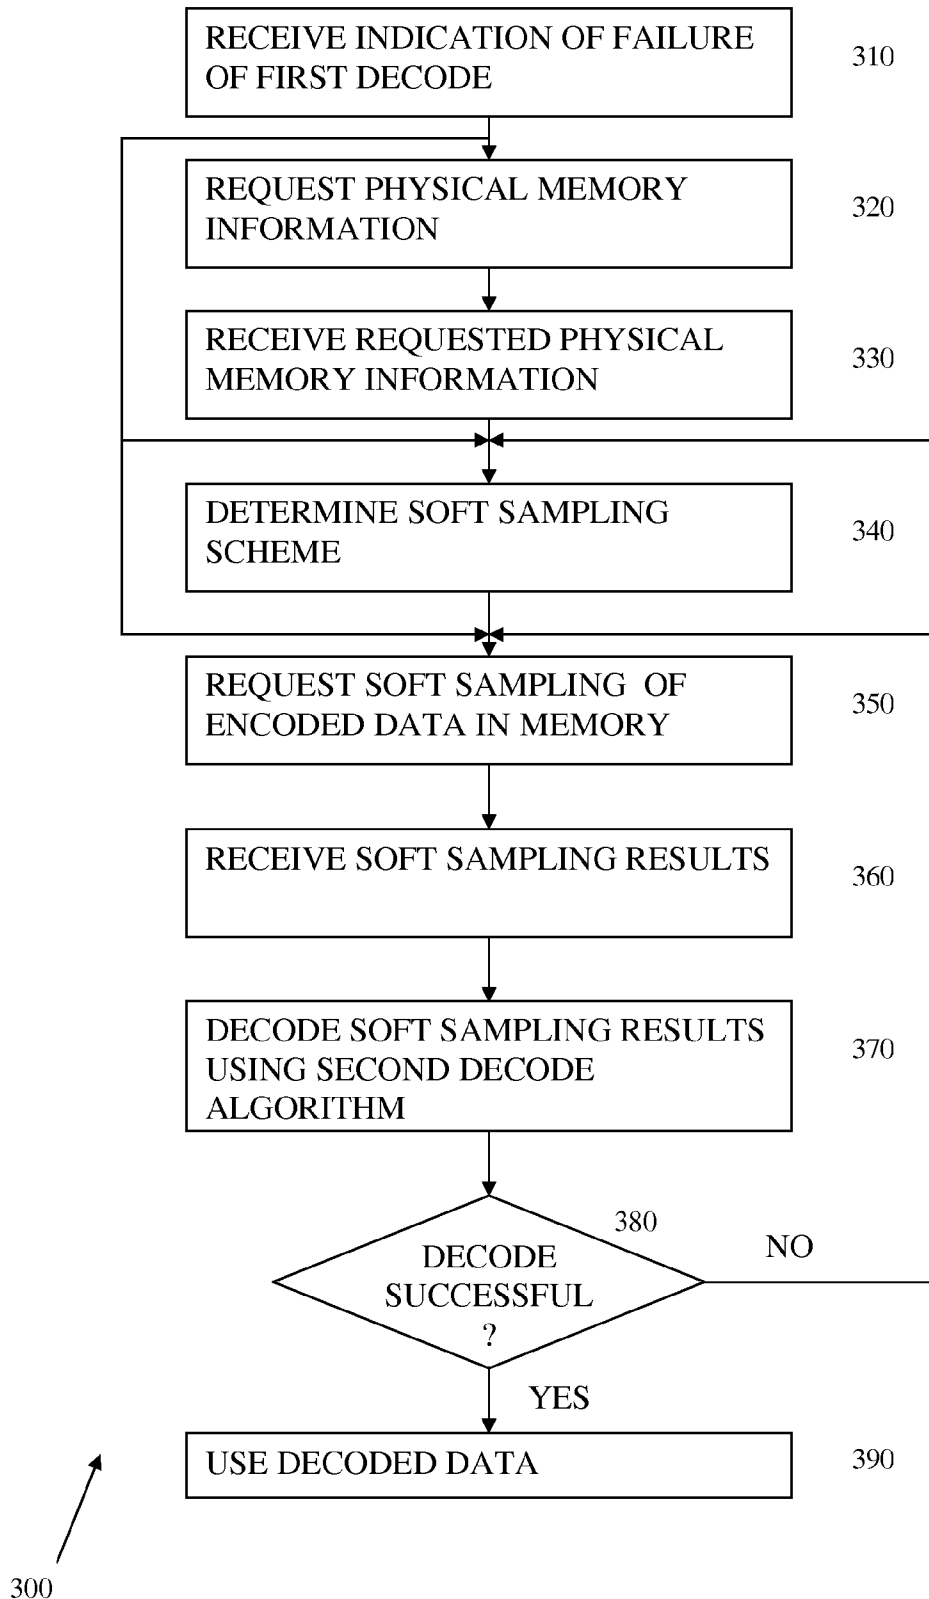 RECEIVE INDICATION OF FAILURE
OF FIRST DECODE
310
REQUEST PHYSICAL MEMORY
INFORMATION
320
RECEIVE REQUESTED PHYSICAL
MEMORY INFORMATION
330
DETERMINE SOFT SAMPLING
SCHEME
340
REQUEST SOFT SAMPLING OF
ENCODED DATA IN MEMORY
350
RECEIVE SOFT SAMPLING RESULTS
360
DECODE SOFT SAMPLING RESULTS
USING SECOND DECODE
ALGORITHM
370
380
DECODE
SUCCESSFUL
?
NO
YES
USE DECODED DATA
390
300